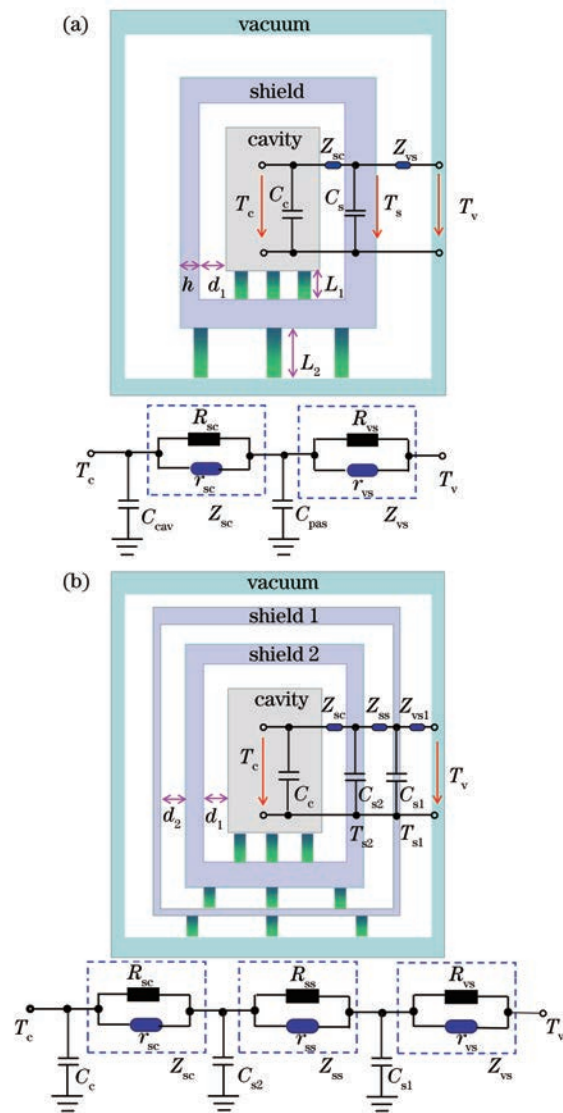 (a)
vacuum
shield
cavity
Z_sc Z_vs
T_c C_c C_s T_s T_v
h d_1 L_1
L_2
R_sc R_vs
T_c r_sc r_vs T_v
C_cav Z_sc C_pas Z_vs
(b)
vacuum
shield 1
shield 2
cavity
Z_sc Z_ss Z_vs1
T_c C_c C_s2 C_s1 T_v
d_2 d_1
T_s2 T_s1
R_sc R_ss R_vs
T_c r_sc r_ss r_vs T_v
C_c Z_sc C_s2 Z_ss C_s1 Z_vs